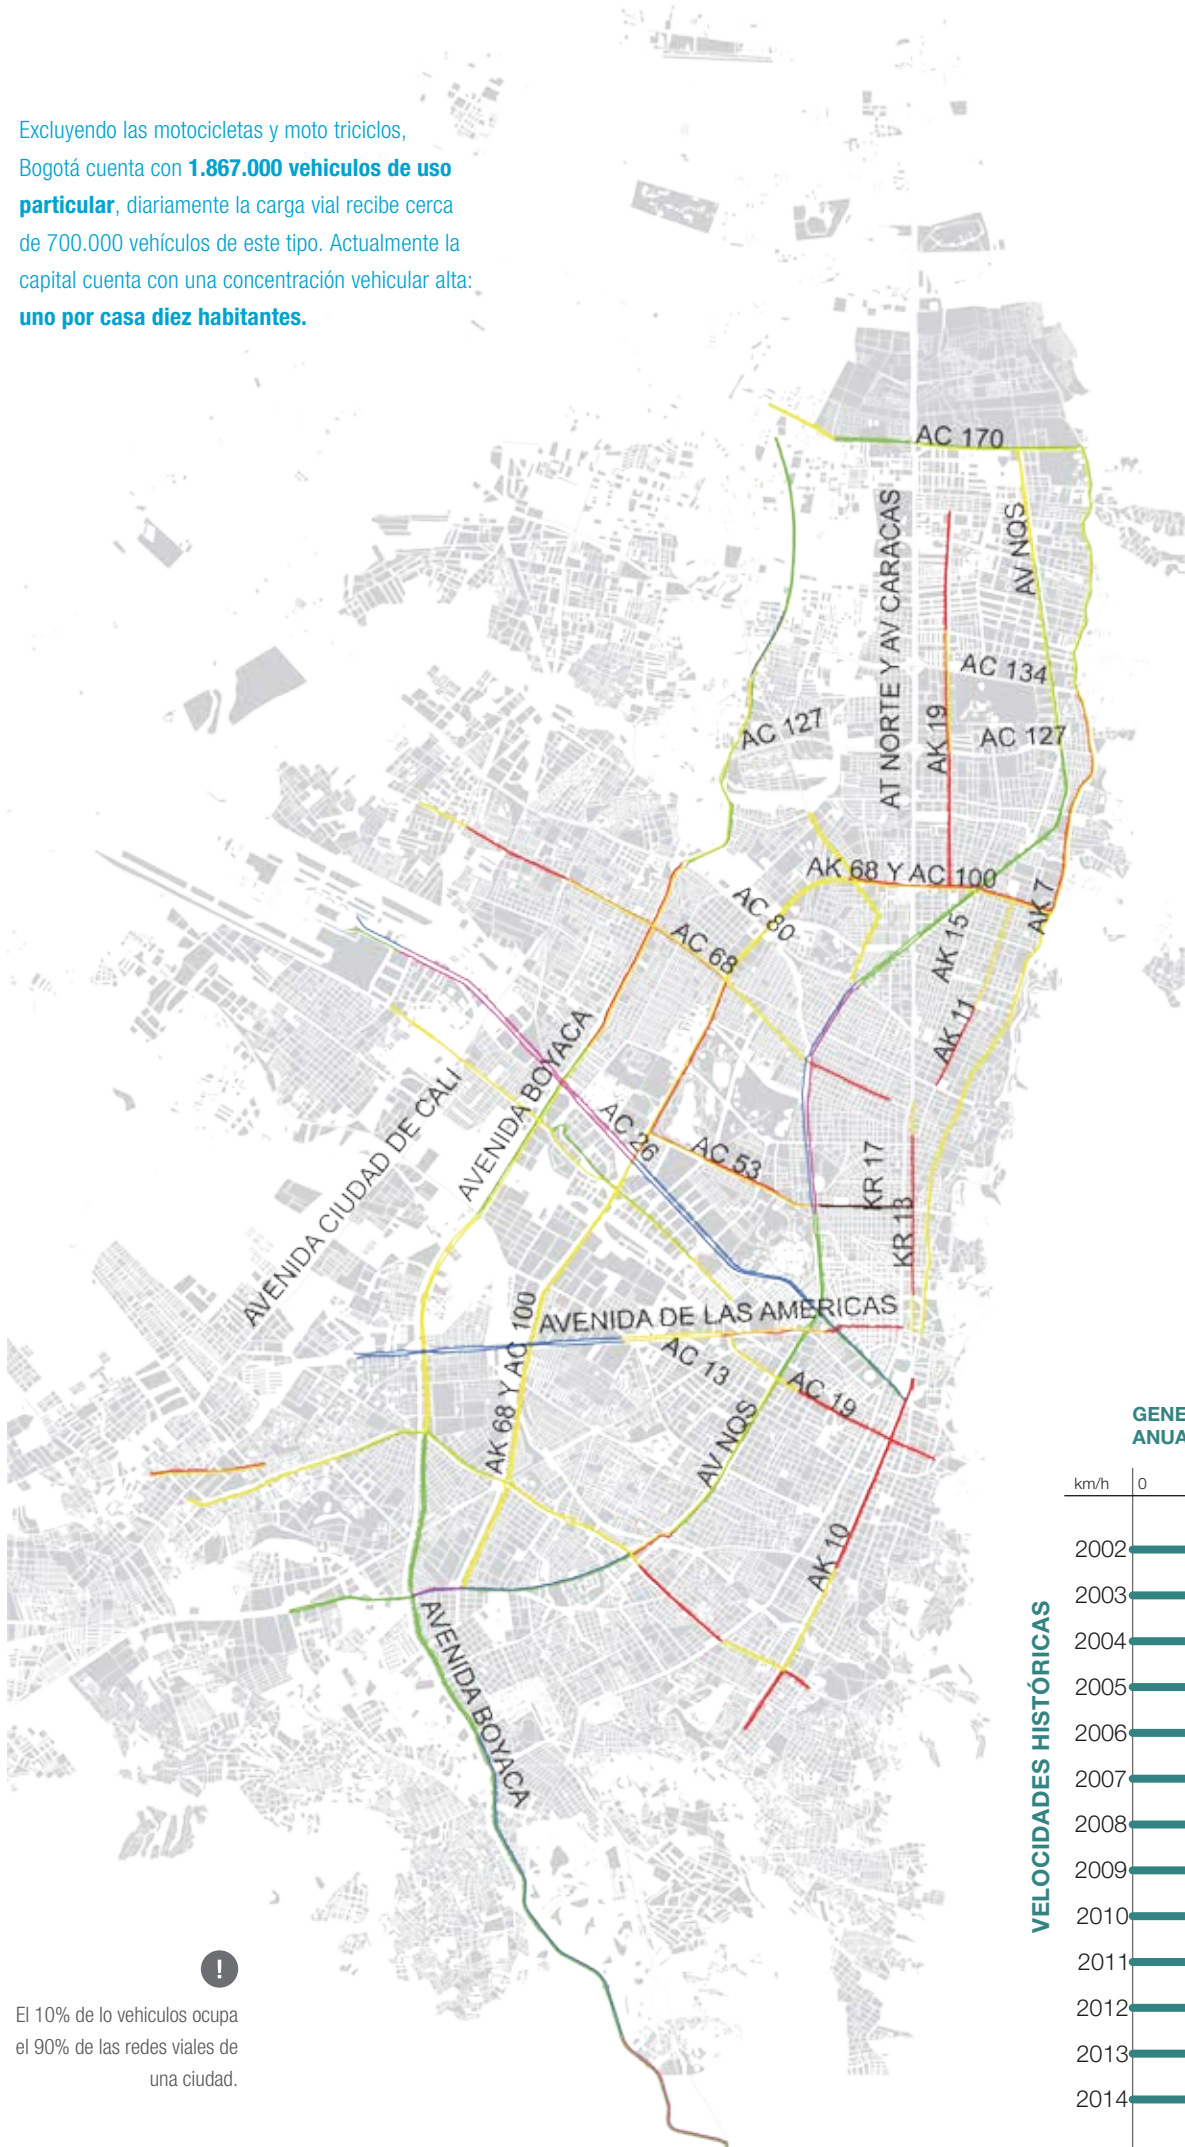 Excluyendo las motocicletas y moto triciclos,
Bogotá cuenta con 1.867.000 vehiculos de uso
particular, diariamente la carga vial recibe cerca
de 700.000 vehículos de este tipo. Actualmente la
capital cuenta con una concentración vehicular alta:
uno por casa diez habitantes.
AC 170
AT NORTE Y AV CARACAS
AV NQS
AC 134
AK 19
AC 127
AC 127
AK 68 Y AC 100
AC 80
AK 7
AK 15
AC 68
AK 11
AVENIDA BOYACA
AVENIDA CIUDAD DE CALI
AC 26
AC 53
KR 17
KR 13
AVENIDA DE LAS AMERICAS
AC 13
AK 68 Y AC 100
AC 19
AV NQS
AK 10
AVENIDA BOYACA
GENE
ANUA
km/h 0
VELOCIDADES HISTÓRICAS
2002
2003
2004
2005
2006
2007
2008
2009
2010
2011
2012
2013
2014
!
El 10% de lo vehiculos ocupa
el 90% de las redes viales de
una ciudad.